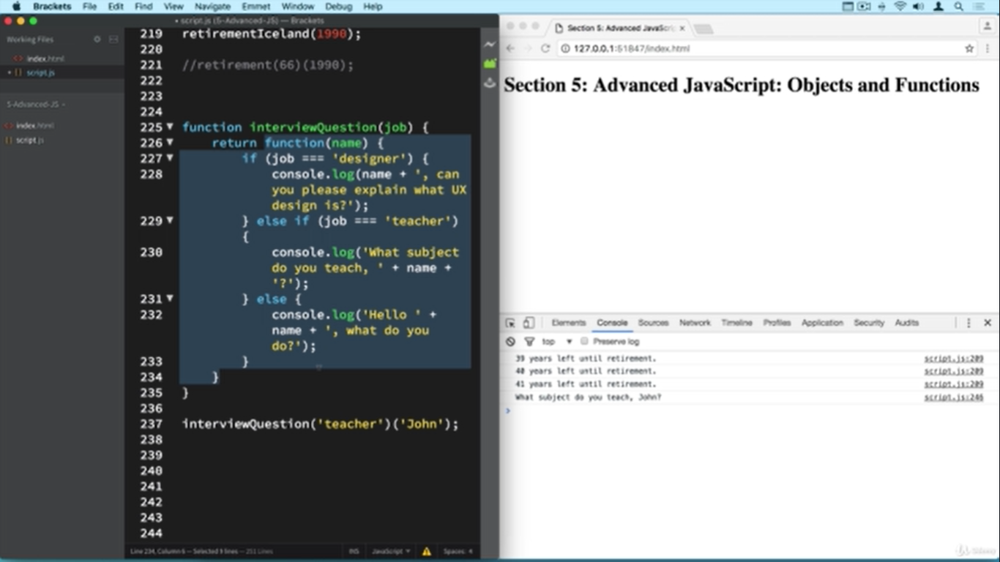 Brackets File Edit Find View Navigate Emmet Window Debug Help
• script.js (5-Advanced-JS) — Brackets
Working Files
<> index.html
• {} script.js
5-Advanced-JS
<> index.html
{} script.js
219 retirementIceland(1990);
220
221 //retirement(66)(1990);
222
223
224
225 function interviewQuestion(job) {
226 return function(name) {
227 if (job === 'designer') {
228 console.log(name + ', can
you please explain what UX
design is?');
229 } else if (job === 'teacher')
{
230 console.log('What subject
do you teach, ' + name +
'?');
231 } else {
232 console.log('Hello ' +
name + ', what do you
do?');
233 }
234 }
235 }
236
237 interviewQuestion('teacher')('John');
238
239
240
241
242
243
244
Line 234, Column 6 — Selected 9 lines — 251 Lines INS JavaScript Spaces: 4
Section 5: Advanced JavaScri
127.0.0.1:51847/index.html
Section 5: Advanced JavaScript: Objects and Functions
Elements Console Sources Network Timeline Profiles Application Security Audits
top Preserve log
39 years left until retirement. script.js:209
40 years left until retirement. script.js:209
41 years left until retirement. script.js:209
What subject do you teach, John? script.js:246
Udemy